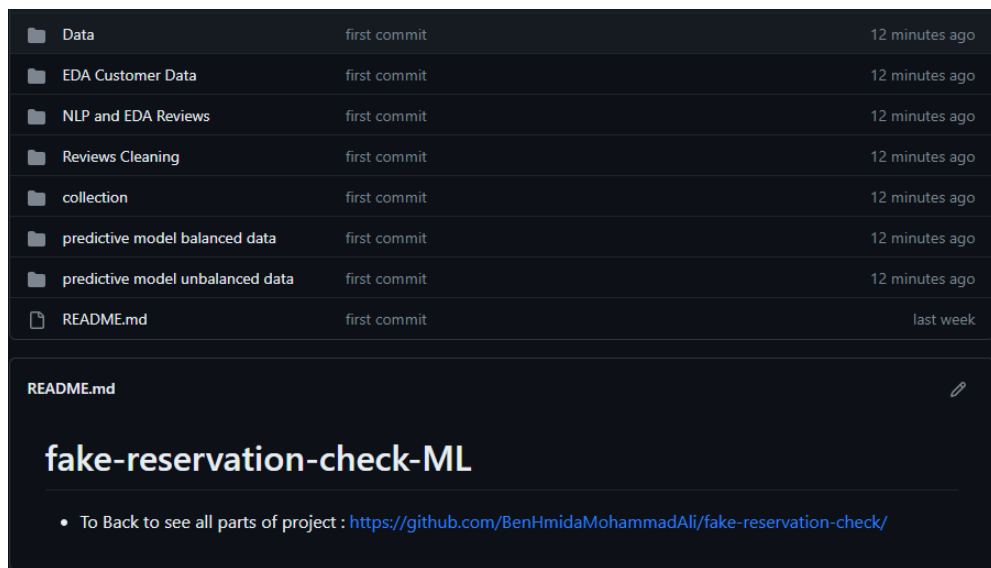 Data first commit 12 minutes ago
EDA Customer Data first commit 12 minutes ago
NLP and EDA Reviews first commit 12 minutes ago
Reviews Cleaning first commit 12 minutes ago
collection first commit 12 minutes ago
predictive model balanced data first commit 12 minutes ago
predictive model unbalanced data first commit 12 minutes ago
README.md first commit last week
README.md
fake-reservation-check-ML
• To Back to see all parts of project : https://github.com/BenHmidaMohammadAli/fake-reservation-check/